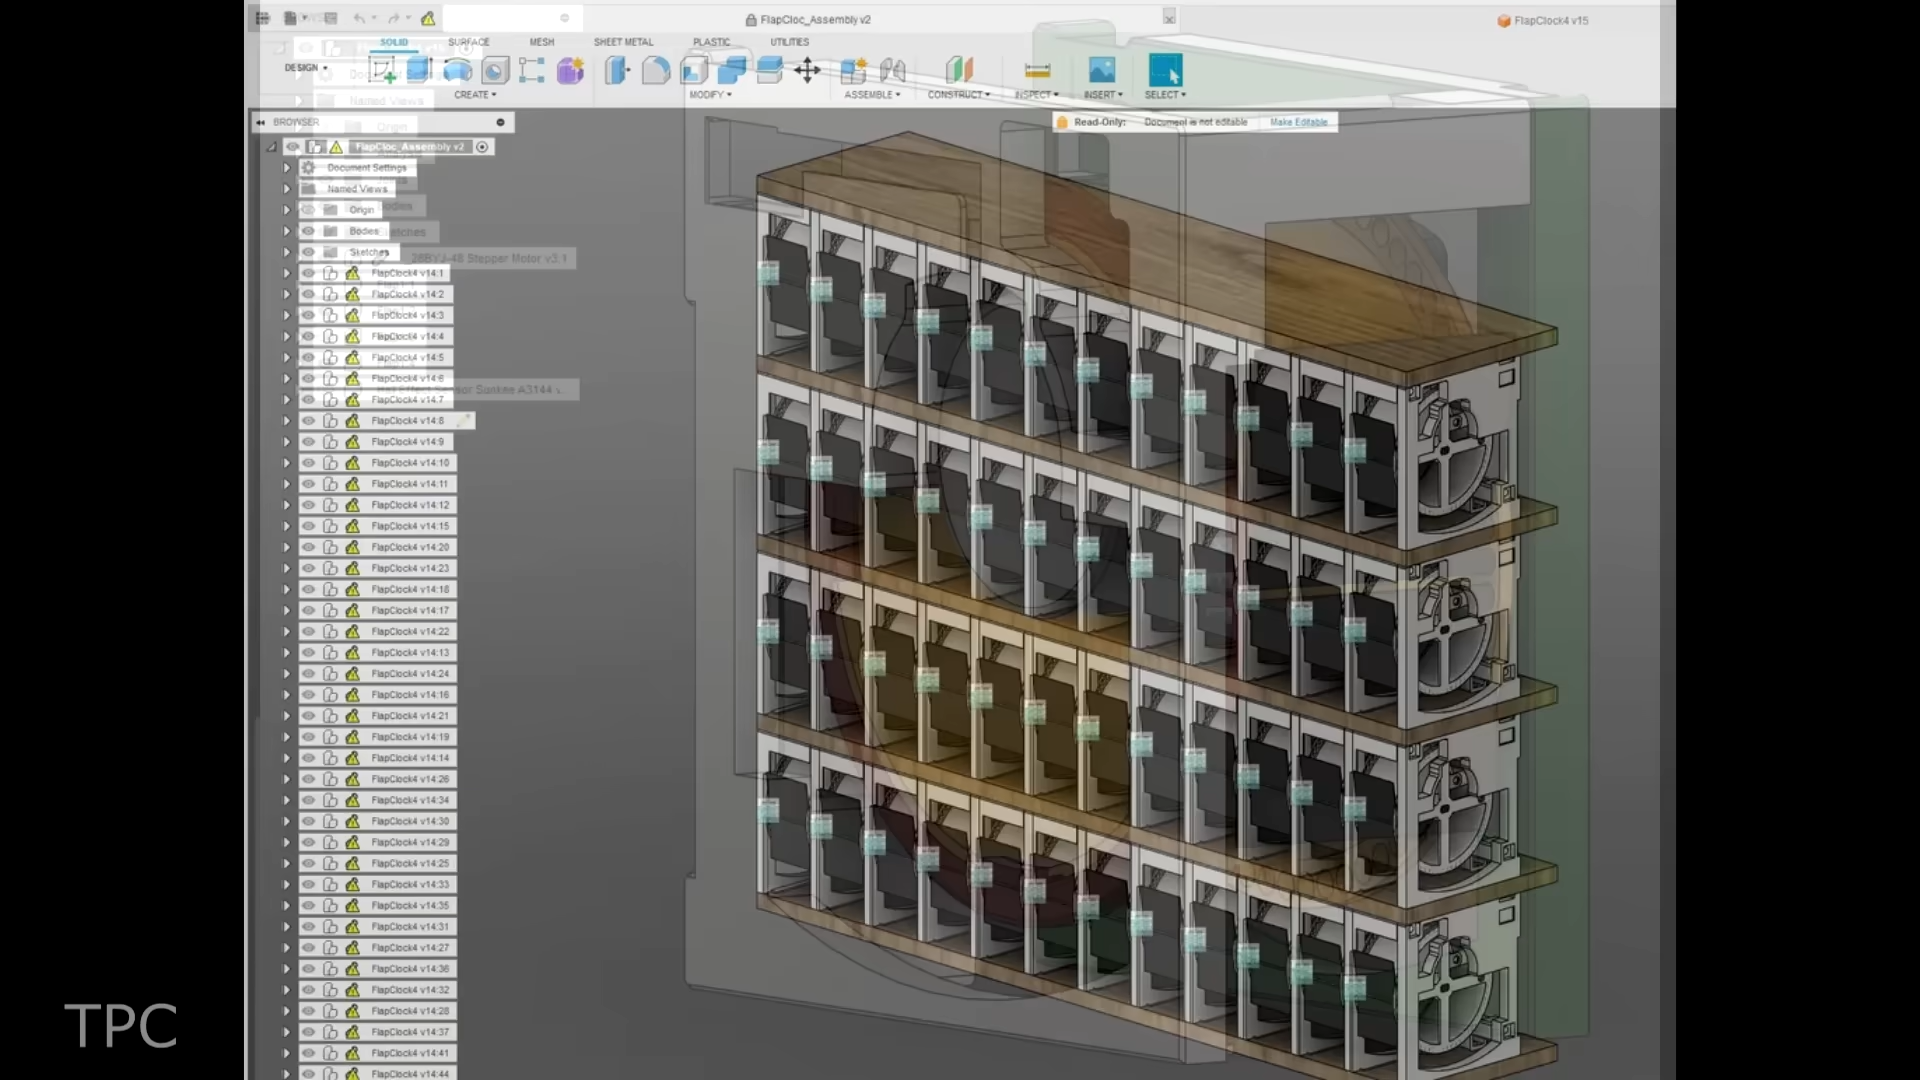 FlapCloc_Assembly v2
FlapClock4 v15
SOLID
SURFACE
MESH
SHEET METAL
PLASTIC
UTILITIES
DESIGN
CREATE
MODIFY
ASSEMBLE
CONSTRUCT
INSPECT
INSERT
SELECT
BROWSER
Read-Only: Document is not editable Make Editable
Named Views
Origin
FlapCloc_Assembly v2
Document Settings
Named Views
Origin
Bodies
Sketches
28BYJ-48 Stepper Motor v3:1
FlapClock4 v14:1
FlapClock4 v14:2
FlapClock4 v14:3
FlapClock4 v14:4
FlapClock4 v14:5
FlapClock4 v14:6
Sensor Sunkee A3144 v.
FlapClock4 v14:7
FlapClock4 v14:8
FlapClock4 v14:9
FlapClock4 v14:10
FlapClock4 v14:11
FlapClock4 v14:12
FlapClock4 v14:15
FlapClock4 v14:20
FlapClock4 v14:23
FlapClock4 v14:18
FlapClock4 v14:17
FlapClock4 v14:22
FlapClock4 v14:13
FlapClock4 v14:24
FlapClock4 v14:16
FlapClock4 v14:21
FlapClock4 v14:19
FlapClock4 v14:14
FlapClock4 v14:26
FlapClock4 v14:34
FlapClock4 v14:30
FlapClock4 v14:29
FlapClock4 v14:25
FlapClock4 v14:33
FlapClock4 v14:35
FlapClock4 v14:31
FlapClock4 v14:27
FlapClock4 v14:36
FlapClock4 v14:32
FlapClock4 v14:28
FlapClock4 v14:37
FlapClock4 v14:41
FlapClock4 v14:44
TPC